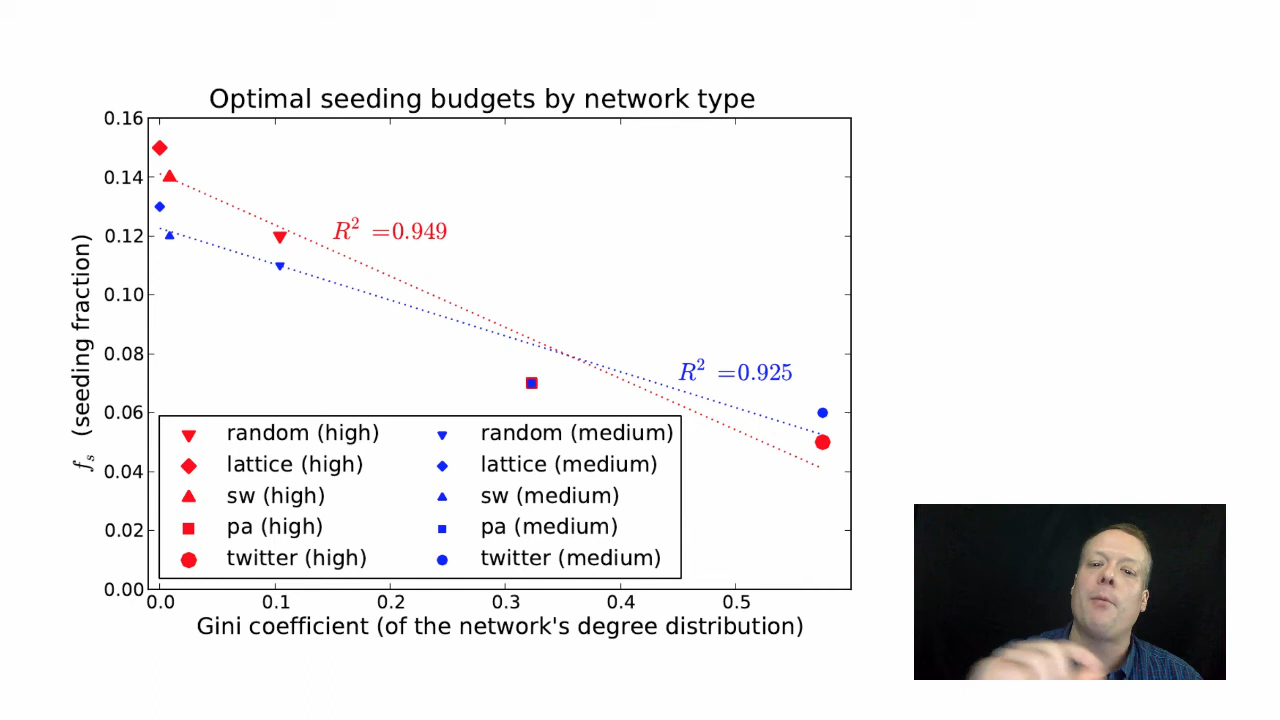 Optimal seeding budgets by network type
0.16
0.14
0.12
0.10
0.08
0.06
0.04
0.02
0.00
f_s (seeding fraction)
R² =0.949
R² =0.925
random (high) random (medium)
lattice (high) lattice (medium)
sw (high) sw (medium)
pa (high) pa (medium)
twitter (high) twitter (medium)
0.0 0.1 0.2 0.3 0.4 0.5
Gini coefficient (of the network's degree distribution)